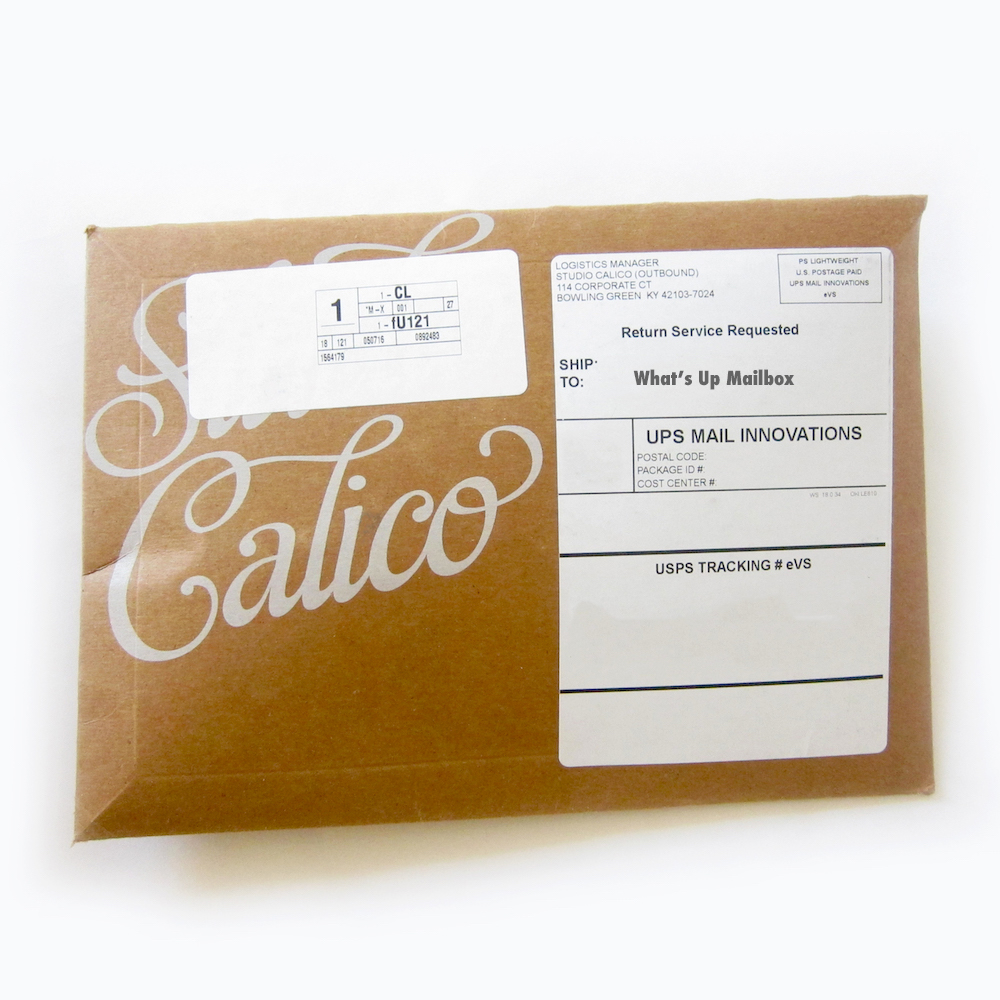 Calico
1
1 - CL
*M-X 001 27
1 - fU121
18 121 050716 0892483
1564179
LOGISTICS MANAGER
STUDIO CALICO (OUTBOUND)
114 CORPORATE CT
BOWLING GREEN KY 42103-7024
PS LIGHTWEIGHT
U.S. POSTAGE PAID
UPS MAIL INNOVATIONS
eVS
Return Service Requested
SHIP
TO:
What's Up Mailbox
UPS MAIL INNOVATIONS
POSTAL CODE:
PACKAGE ID #:
COST CENTER #:
USPS TRACKING # eVS